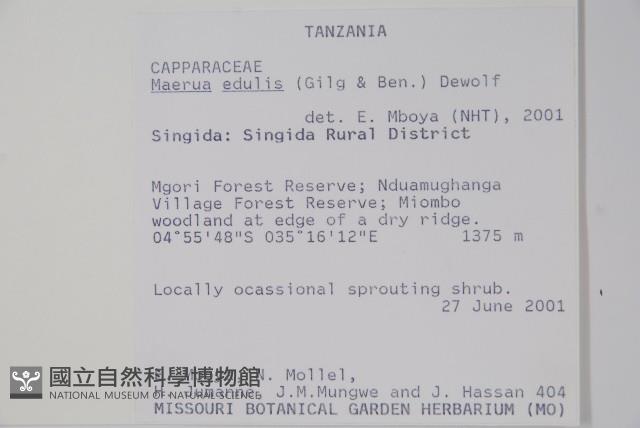 TANZANIA
CAPPARACEAE
Maerua edulis (Gilg & Ben.) Dewolf
det. E. Mboya (NHT), 2001
Singida: Singida Rural District
Mgori Forest Reserve; Nduamughanga
Village Forest Reserve; Miombo
woodland at edge of a dry ridge.
04°55'48"S 035°16'12"E 1375 m
Locally ocassional sprouting shrub.
27 June 2001
N. Mollel,
J.M.Mungwe and J. Hassan 404
MISSOURI BOTANICAL GARDEN HERBARIUM (MO)
國立自然科學博物館
NATIONAL MUSEUM OF NATURAL SCIENCE